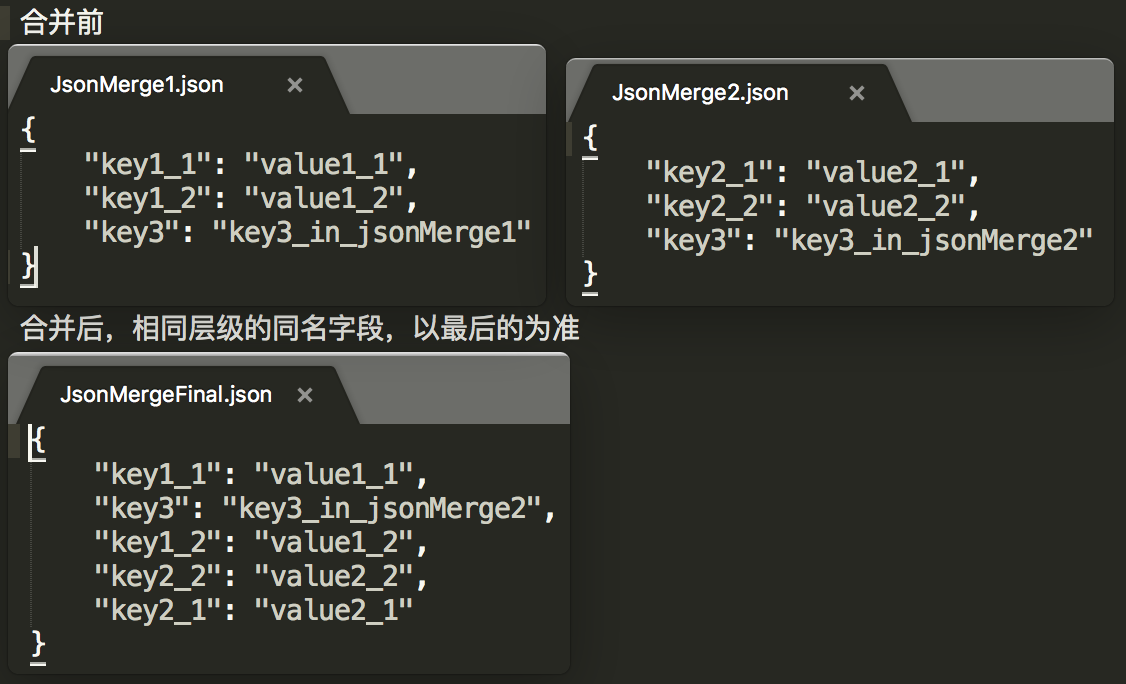 合并前
JsonMerge1.json ×
{
"key1_1": "value1_1",
"key1_2": "value1_2",
"key3": "key3_in_jsonMerge1"
}
JsonMerge2.json ×
{
"key2_1": "value2_1",
"key2_2": "value2_2",
"key3": "key3_in_jsonMerge2"
}
合并后，相同层级的同名字段，以最后的为准
JsonMergeFinal.json ×
{
"key1_1": "value1_1",
"key3": "key3_in_jsonMerge2",
"key1_2": "value1_2",
"key2_2": "value2_2",
"key2_1": "value2_1"
}